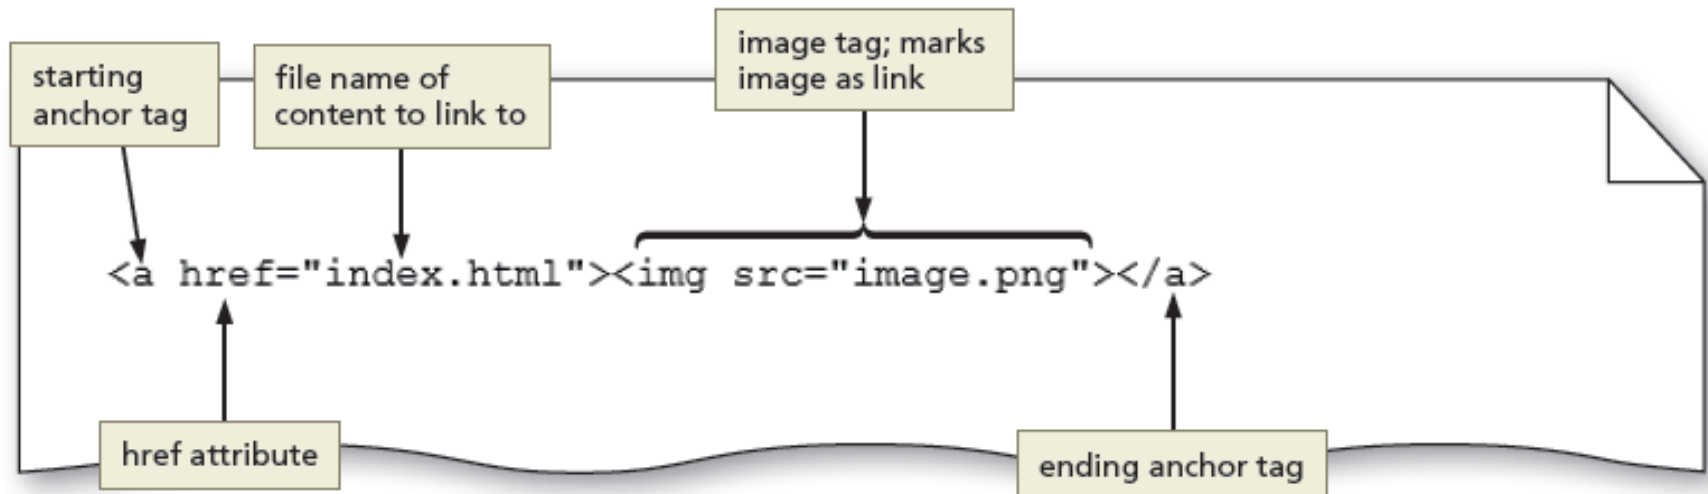 starting
anchor tag
file name of
content to link to
image tag; marks
image as link
<a href="index.html"><img src="image.png"></a>
href attribute
ending anchor tag